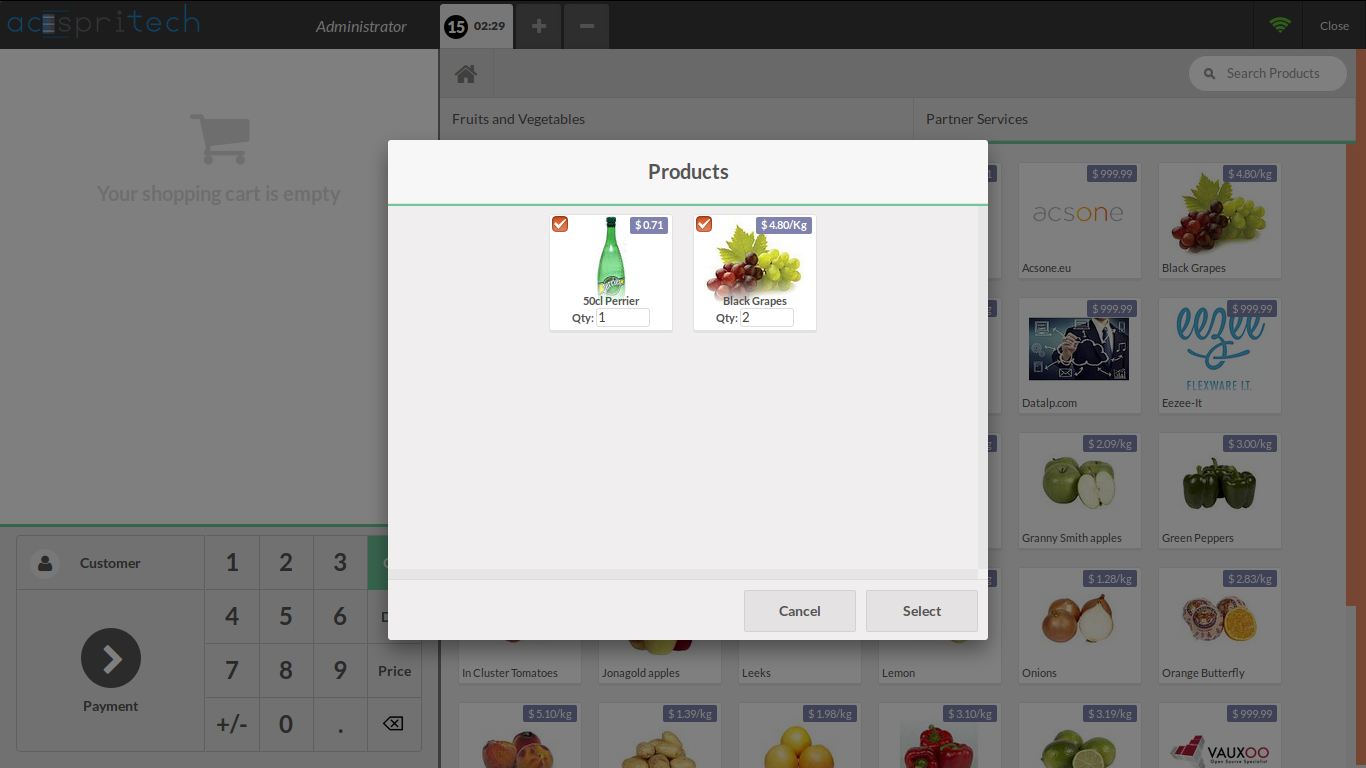 acespritech
Administrator
15 02:29
+
−
Close
Search Products
Fruits and Vegetables
Partner Services
Your shopping cart is empty
Products
$ 0.71
Perrier
50cl Perrier
Qty: 1
$ 4.80/Kg
Black Grapes
Qty: 2
Cancel
Select
$ 999.99
acsone
Acsone.eu
$ 4.80/kg
Black Grapes
$ 999.99
Datalp.com
$ 999.99
eezee
FLEXWARE I.T.
Eezee-It
$ 2.09/kg
Granny Smith apples
$ 3.00/kg
Green Peppers
In Cluster Tomatoes
Jonagold apples
Leeks
Lemon
$ 1.28/kg
Onions
$ 2.83/kg
Orange Butterfly
$ 5.10/kg
$ 1.39/kg
$ 1.98/kg
$ 3.10/kg
$ 3.19/kg
$ 999.99
VAUXOO
Open Source Specialist
Customer
1 2 3
4 5 6
7 8 9 Price
+/- 0 .
Payment